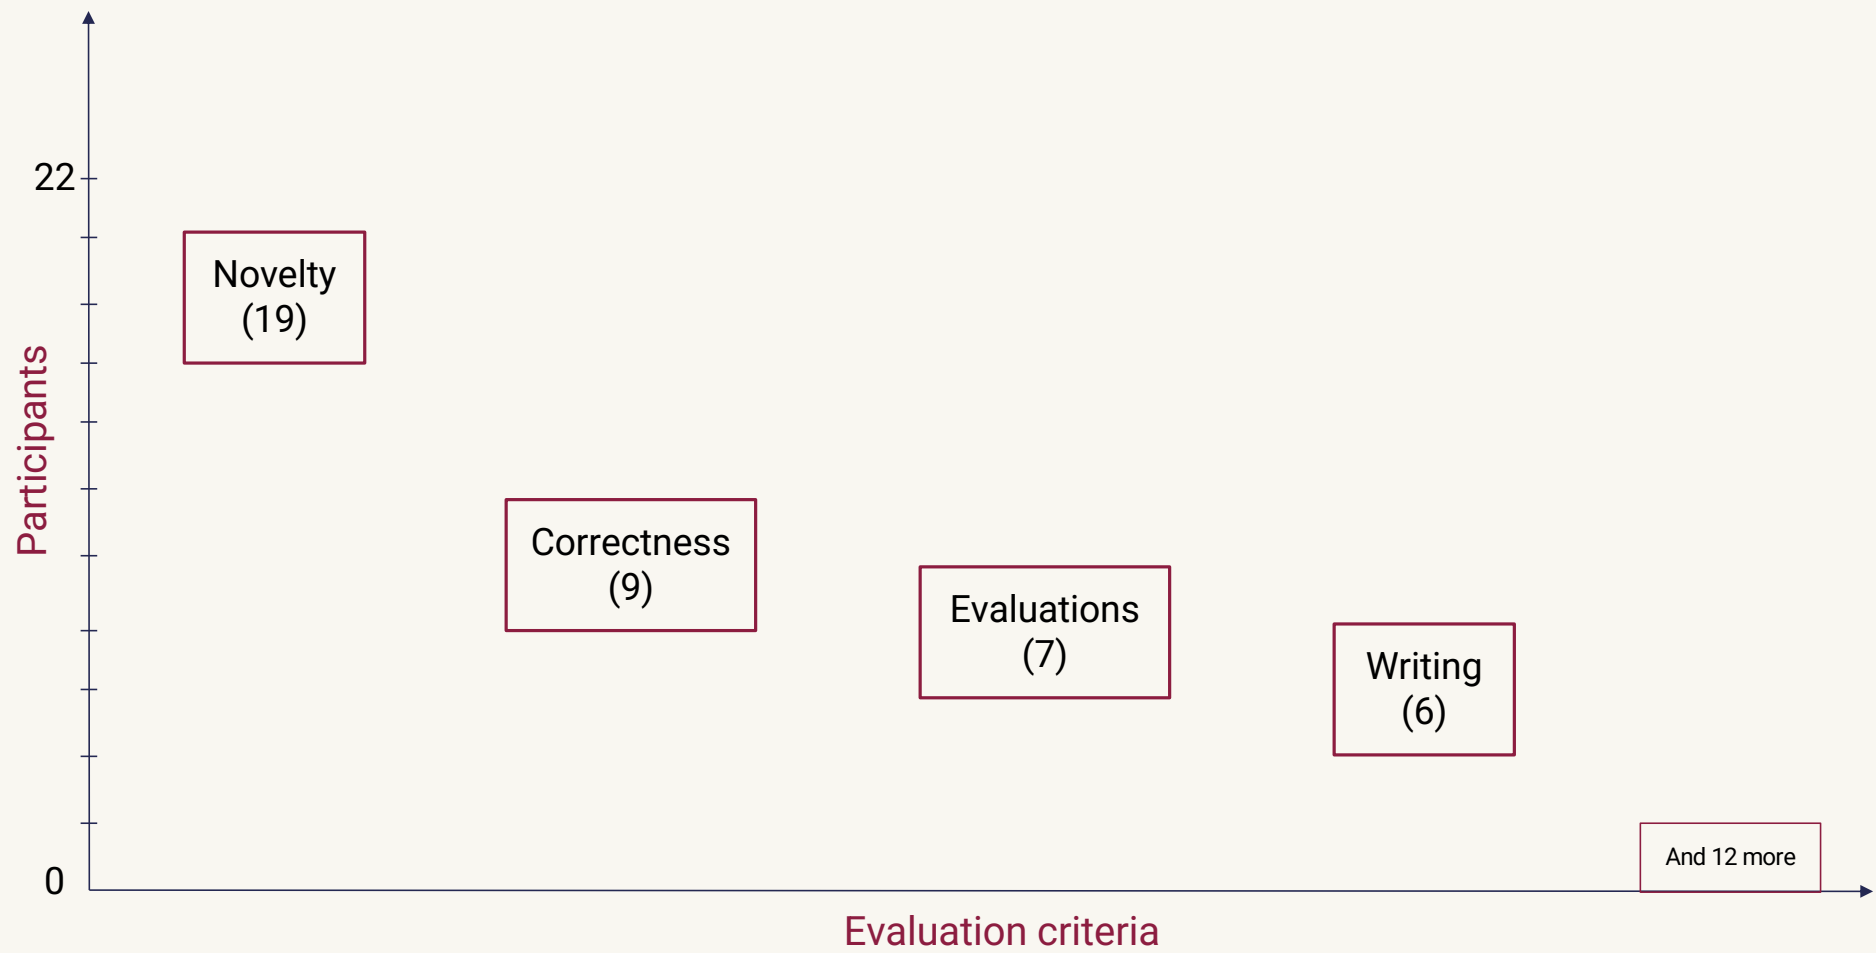 22
Novelty
(19)
Participants
Correctness
(9)
Evaluations
(7)
Writing
(6)
And 12 more
0
Evaluation criteria